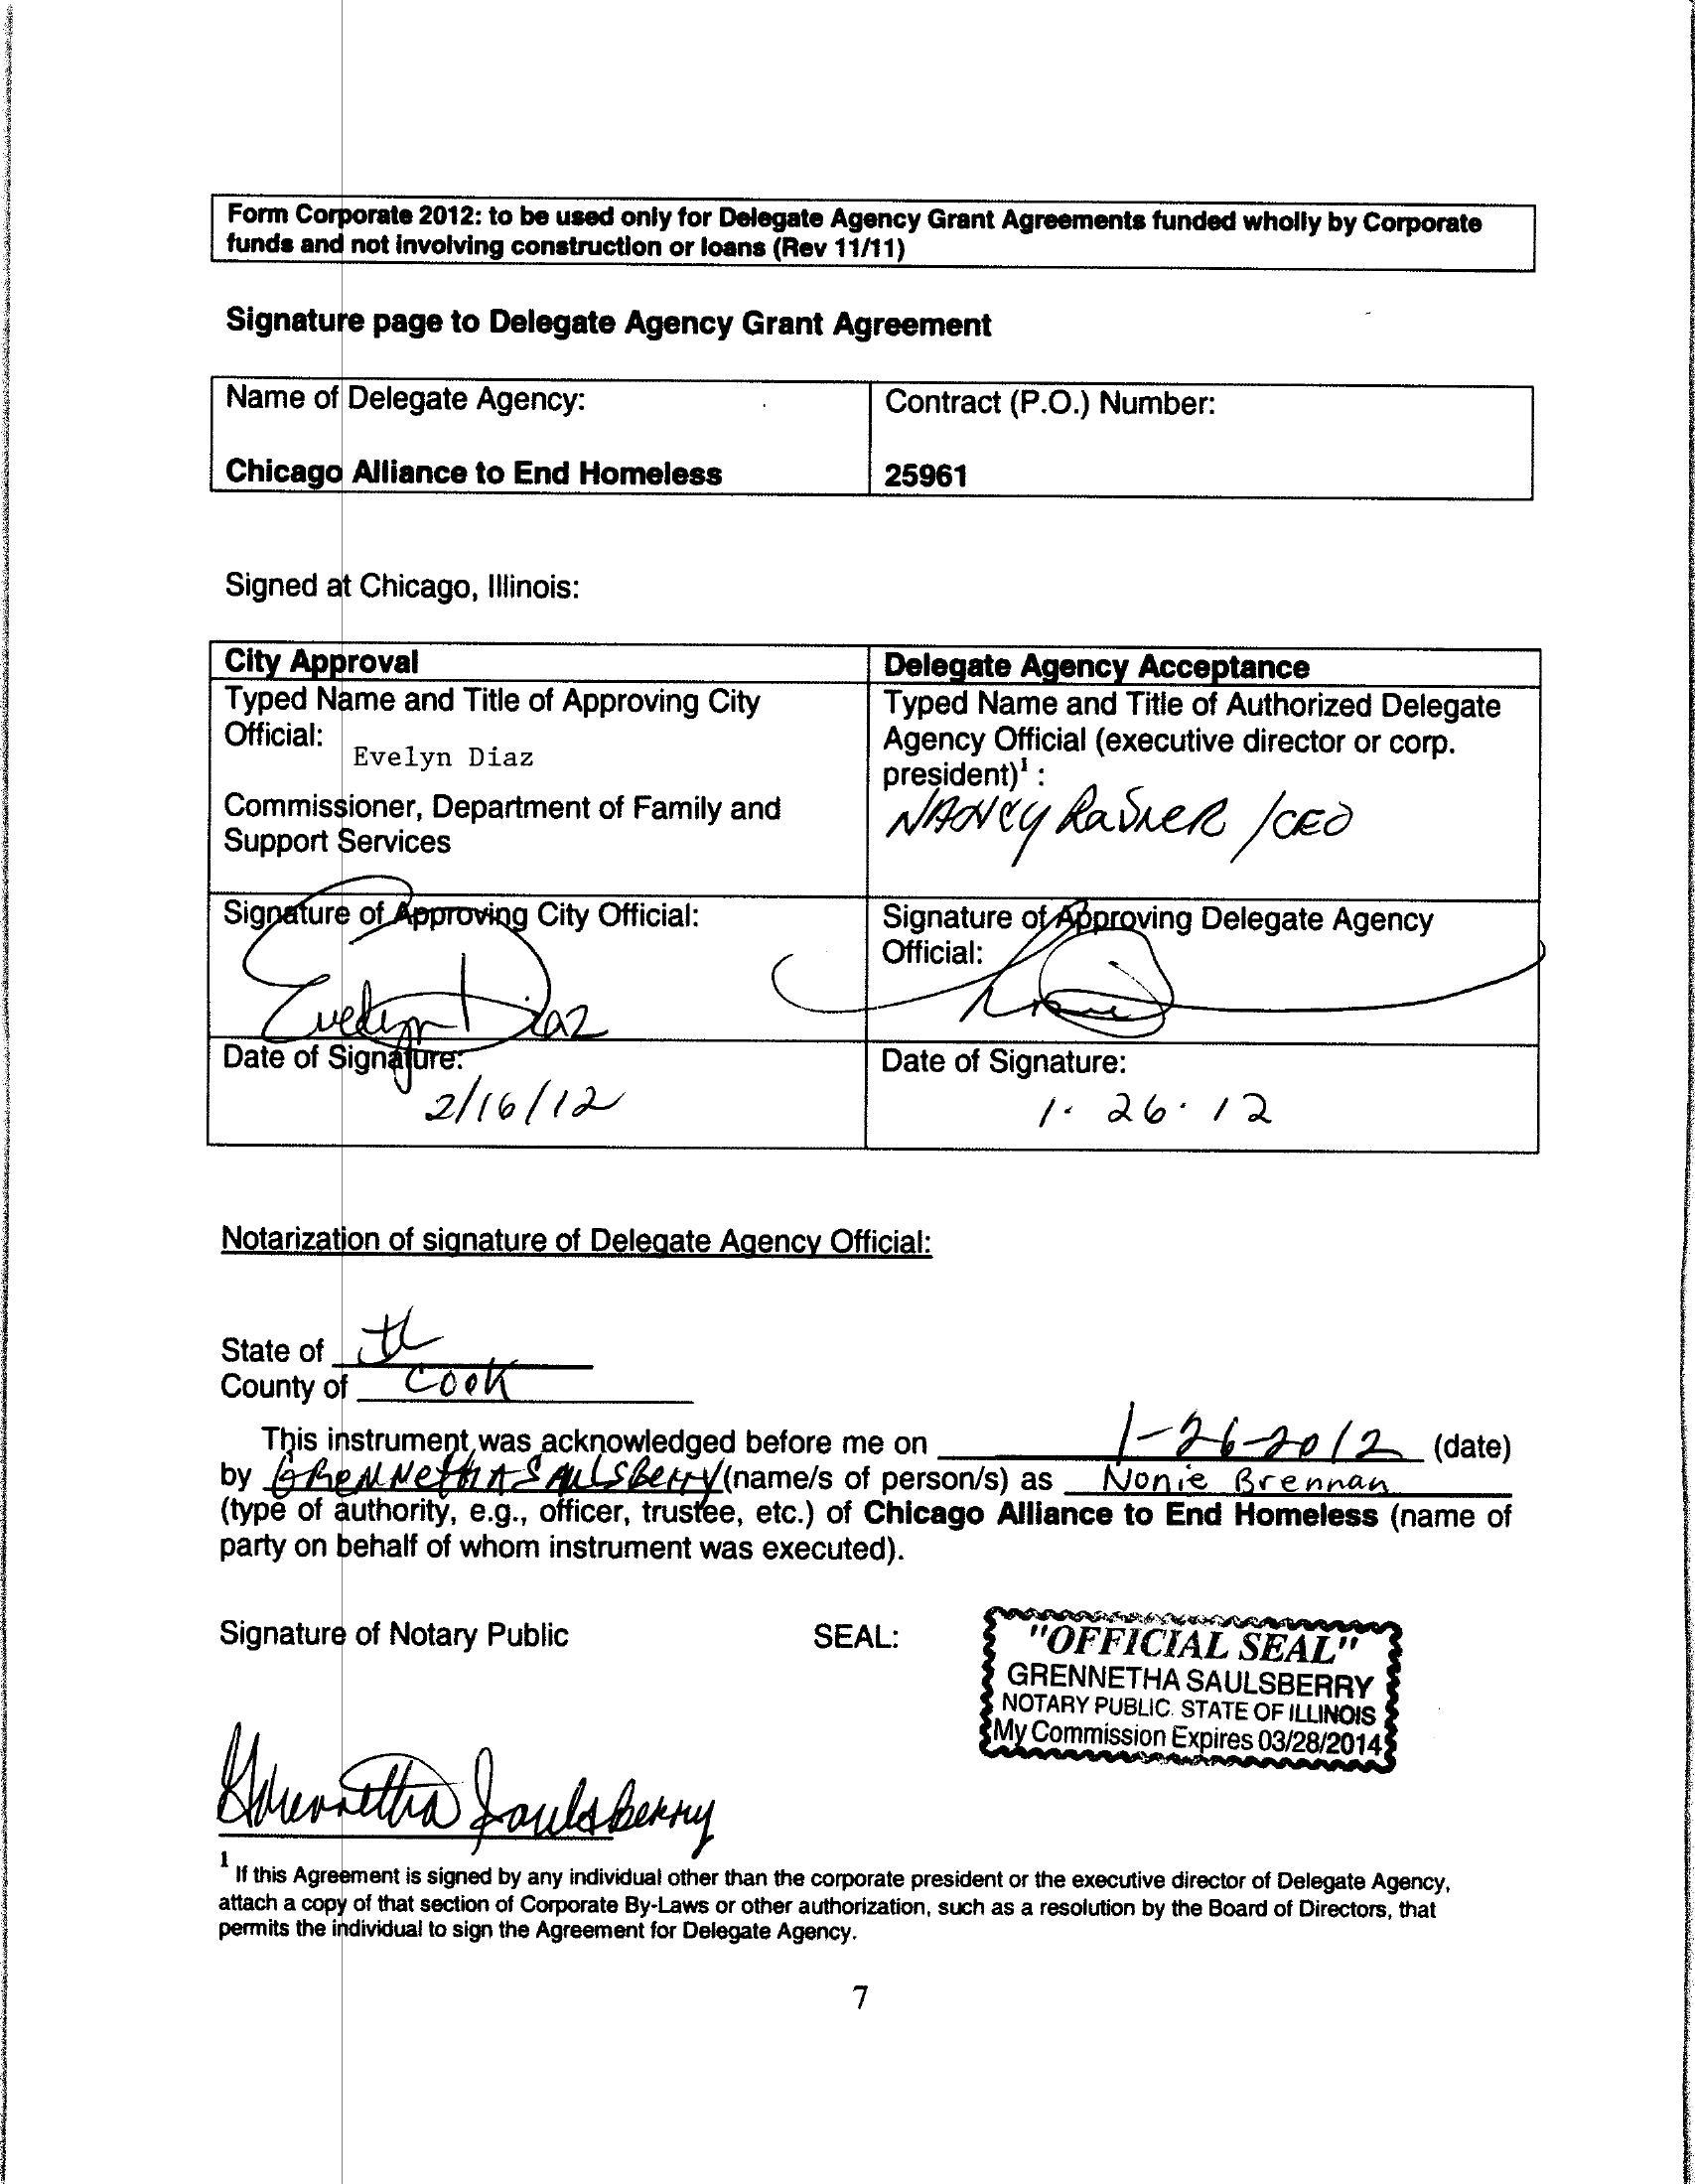 Form Corporate 2012: to be used only for Delegate Agency Grant Agreements funded wholly by Corporate
funds and not involving construction or loans (Rev 11/11)
Signature page to Delegate Agency Grant Agreement
Name of Delegate Agency:
Chicago Alliance to End Homeless
Contract (P.O.) Number:
25961
Signed at Chicago, Illinois:
City Approval
Typed Name and Title of Approving City
Official:
Evelyn Diaz
Commissioner, Department of Family and
Support Services
Delegate Agency Acceptance
Typed Name and Title of Authorized Delegate
Agency Official (executive director or corp.
president)¹ :
NANCY /CEO
Signature of Approving City Official:
Evelyn Diaz
Signature of Approving Delegate Agency
Official:
Date of Signature:
2/16/12
Date of Signature:
1. 26. 12
Notarization of signature of Delegate Agency Official:
State of IL
County of Cook
This instrument was acknowledged before me on 1-26-2012 (date)
by GRENNETHA SAULSBERRY (name/s of person/s) as Nonie Brennan
(type of authority, e.g., officer, trustee, etc.) of Chicago Alliance to End Homeless (name of
party on behalf of whom instrument was executed).
Signature of Notary Public
SEAL:
"OFFICIAL SEAL"
GRENNETHA SAULSBERRY
NOTARY PUBLIC. STATE OF ILLINOIS
My Commission Expires 03/28/2014
Grennetha Saulsberry
1 If this Agreement is signed by any individual other than the corporate president or the executive director of Delegate Agency,
attach a copy of that section of Corporate By-Laws or other authorization, such as a resolution by the Board of Directors, that
permits the individual to sign the Agreement for Delegate Agency.
7